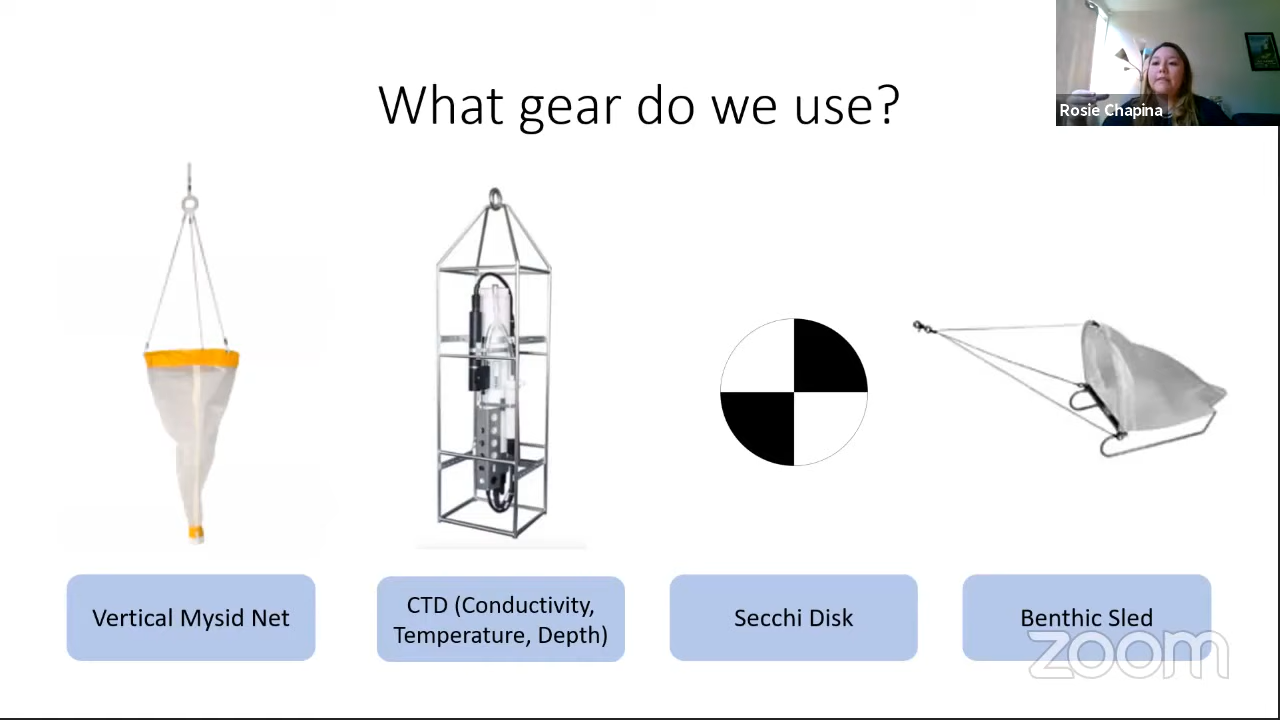 What gear do we use?
Rosie Chapina
Vertical Mysid Net
CTD (Conductivity,
Temperature, Depth)
Secchi Disk
Benthic Sled
zoom